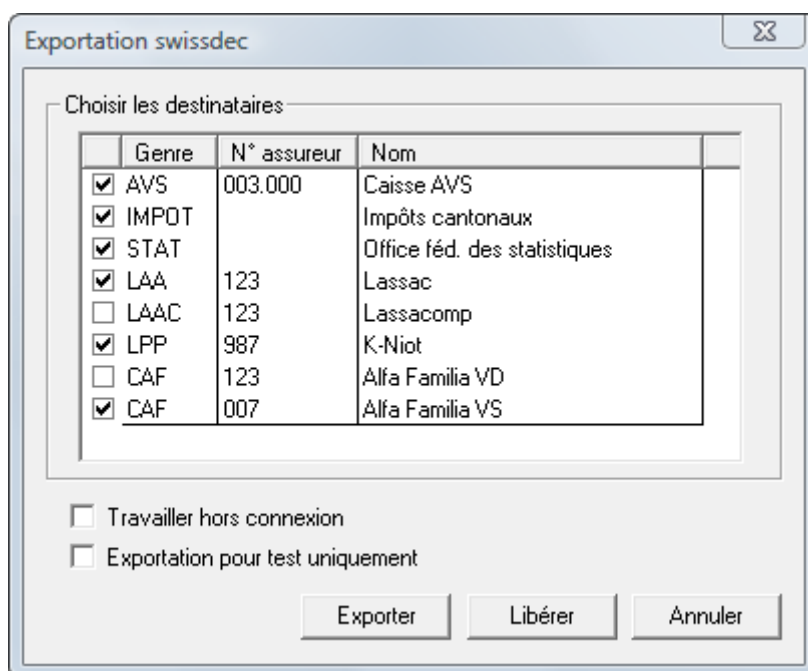 Exportation swissdec
Choisir les destinataires
Genre N° assureur Nom
AVS 003.000 Caisse AVS
IMPOT Impôts cantonaux
STAT Office féd. des statistiques
LAA 123 Lassac
LAAC 123 Lassacomp
LPP 987 K-Niot
CAF 123 Alfa Familia VD
CAF 007 Alfa Familia VS
Travailler hors connexion
Exportation pour test uniquement
Exporter Libérer Annuler